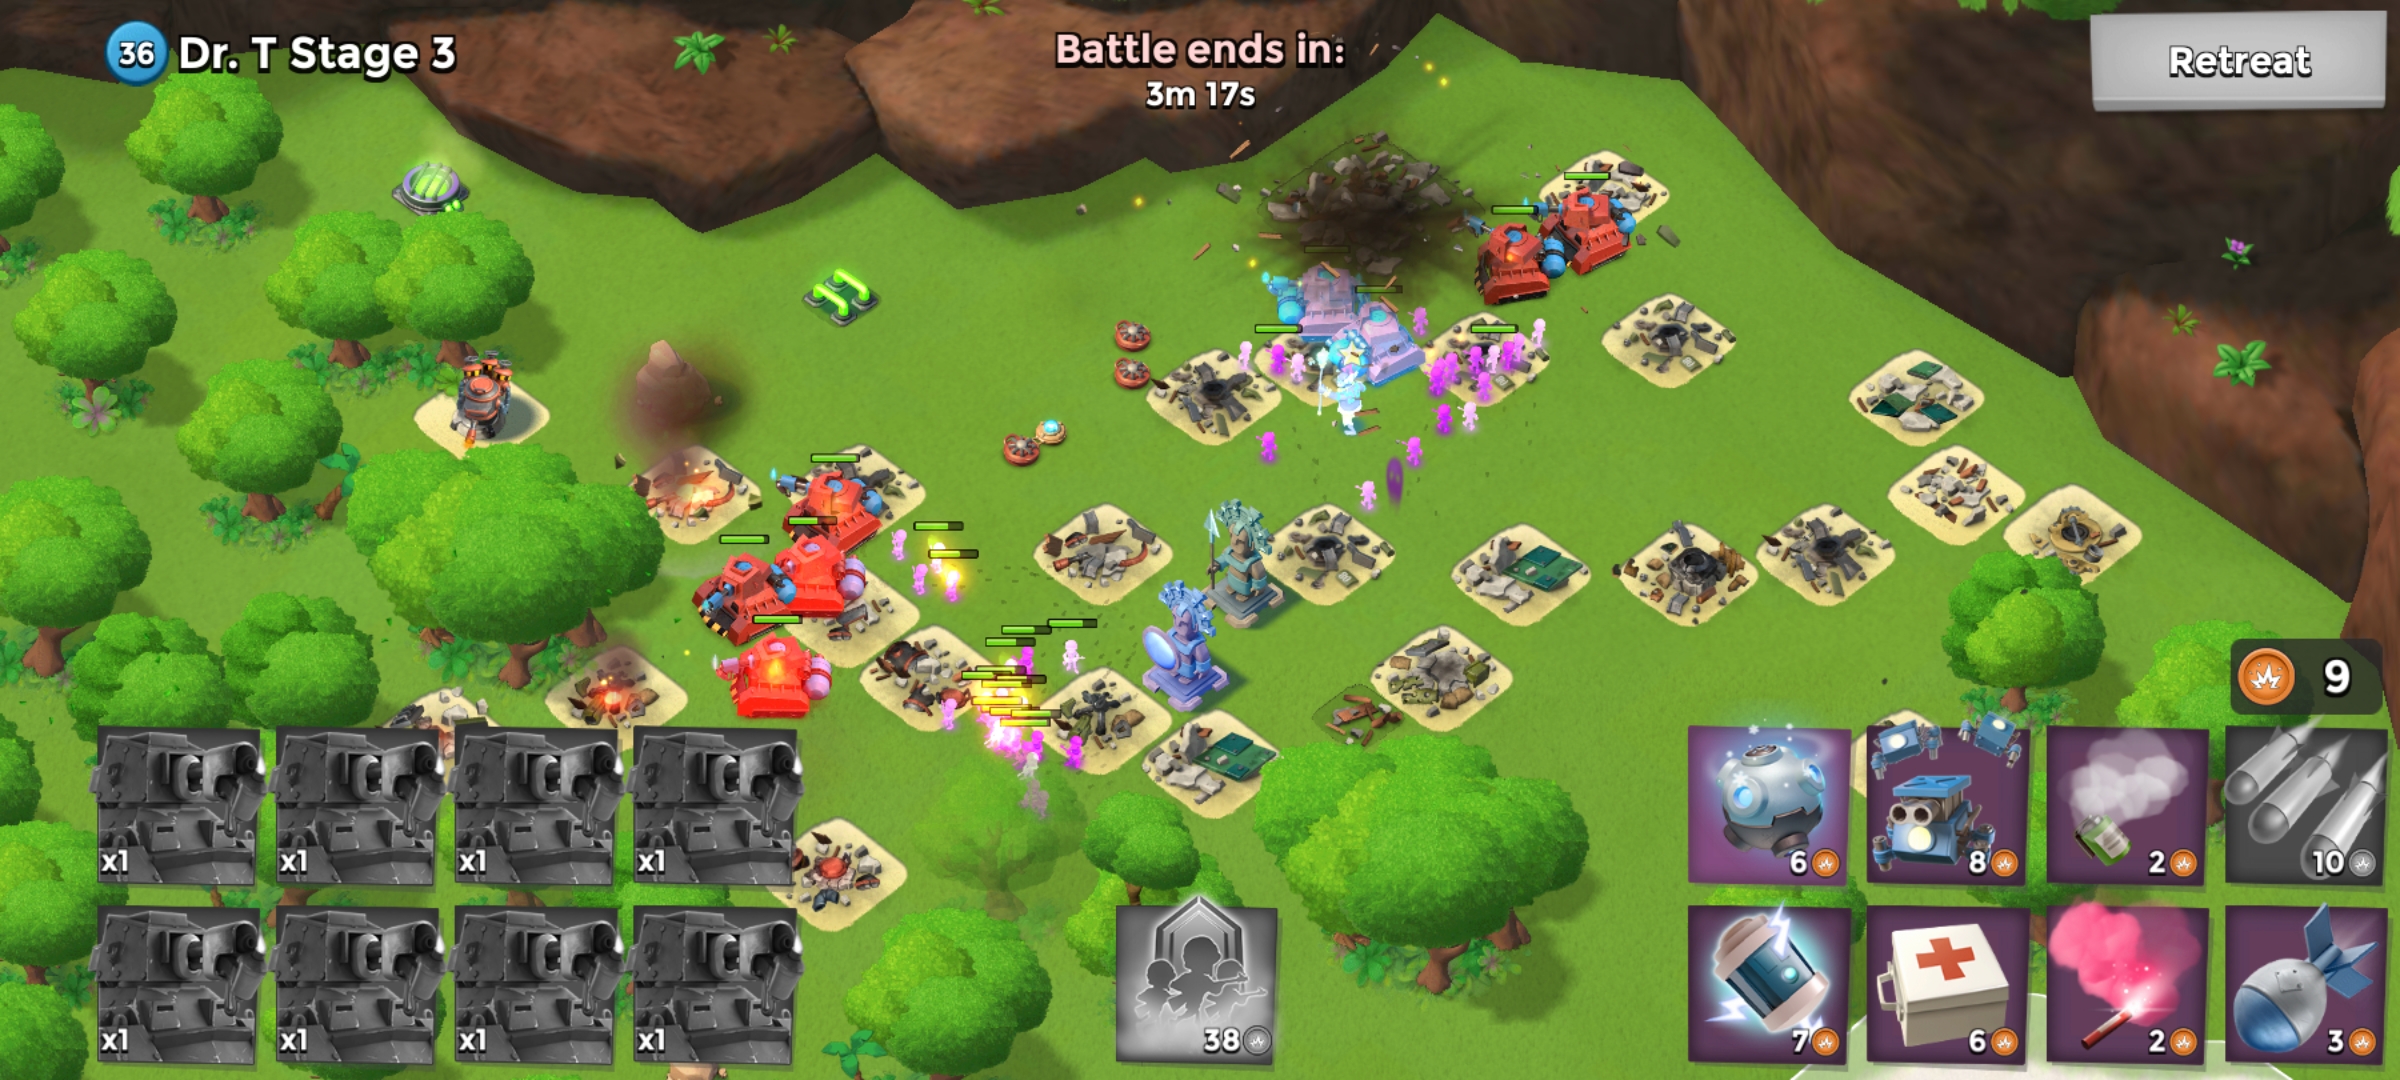 36 Dr. T Stage 3
Battle ends in:
3m 17s
Retreat
9
x1 x1 x1 x1
6 8 2 10
x1 x1 x1 x1
38
7 6 2 3